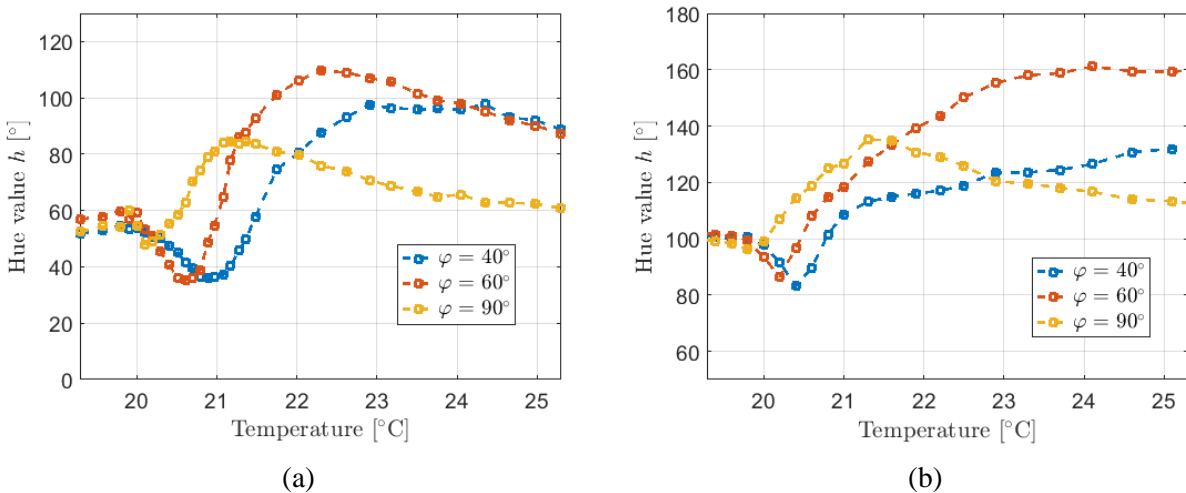 120
100
80
60
40
20
0
Hue value h [°]
20 21 22 23 24 25
Temperature [°C]
φ = 40°
φ = 60°
φ = 90°
(a)
180
160
140
120
100
80
60
Hue value h [°]
20 21 22 23 24 25
Temperature [°C]
φ = 40°
φ = 60°
φ = 90°
(b)